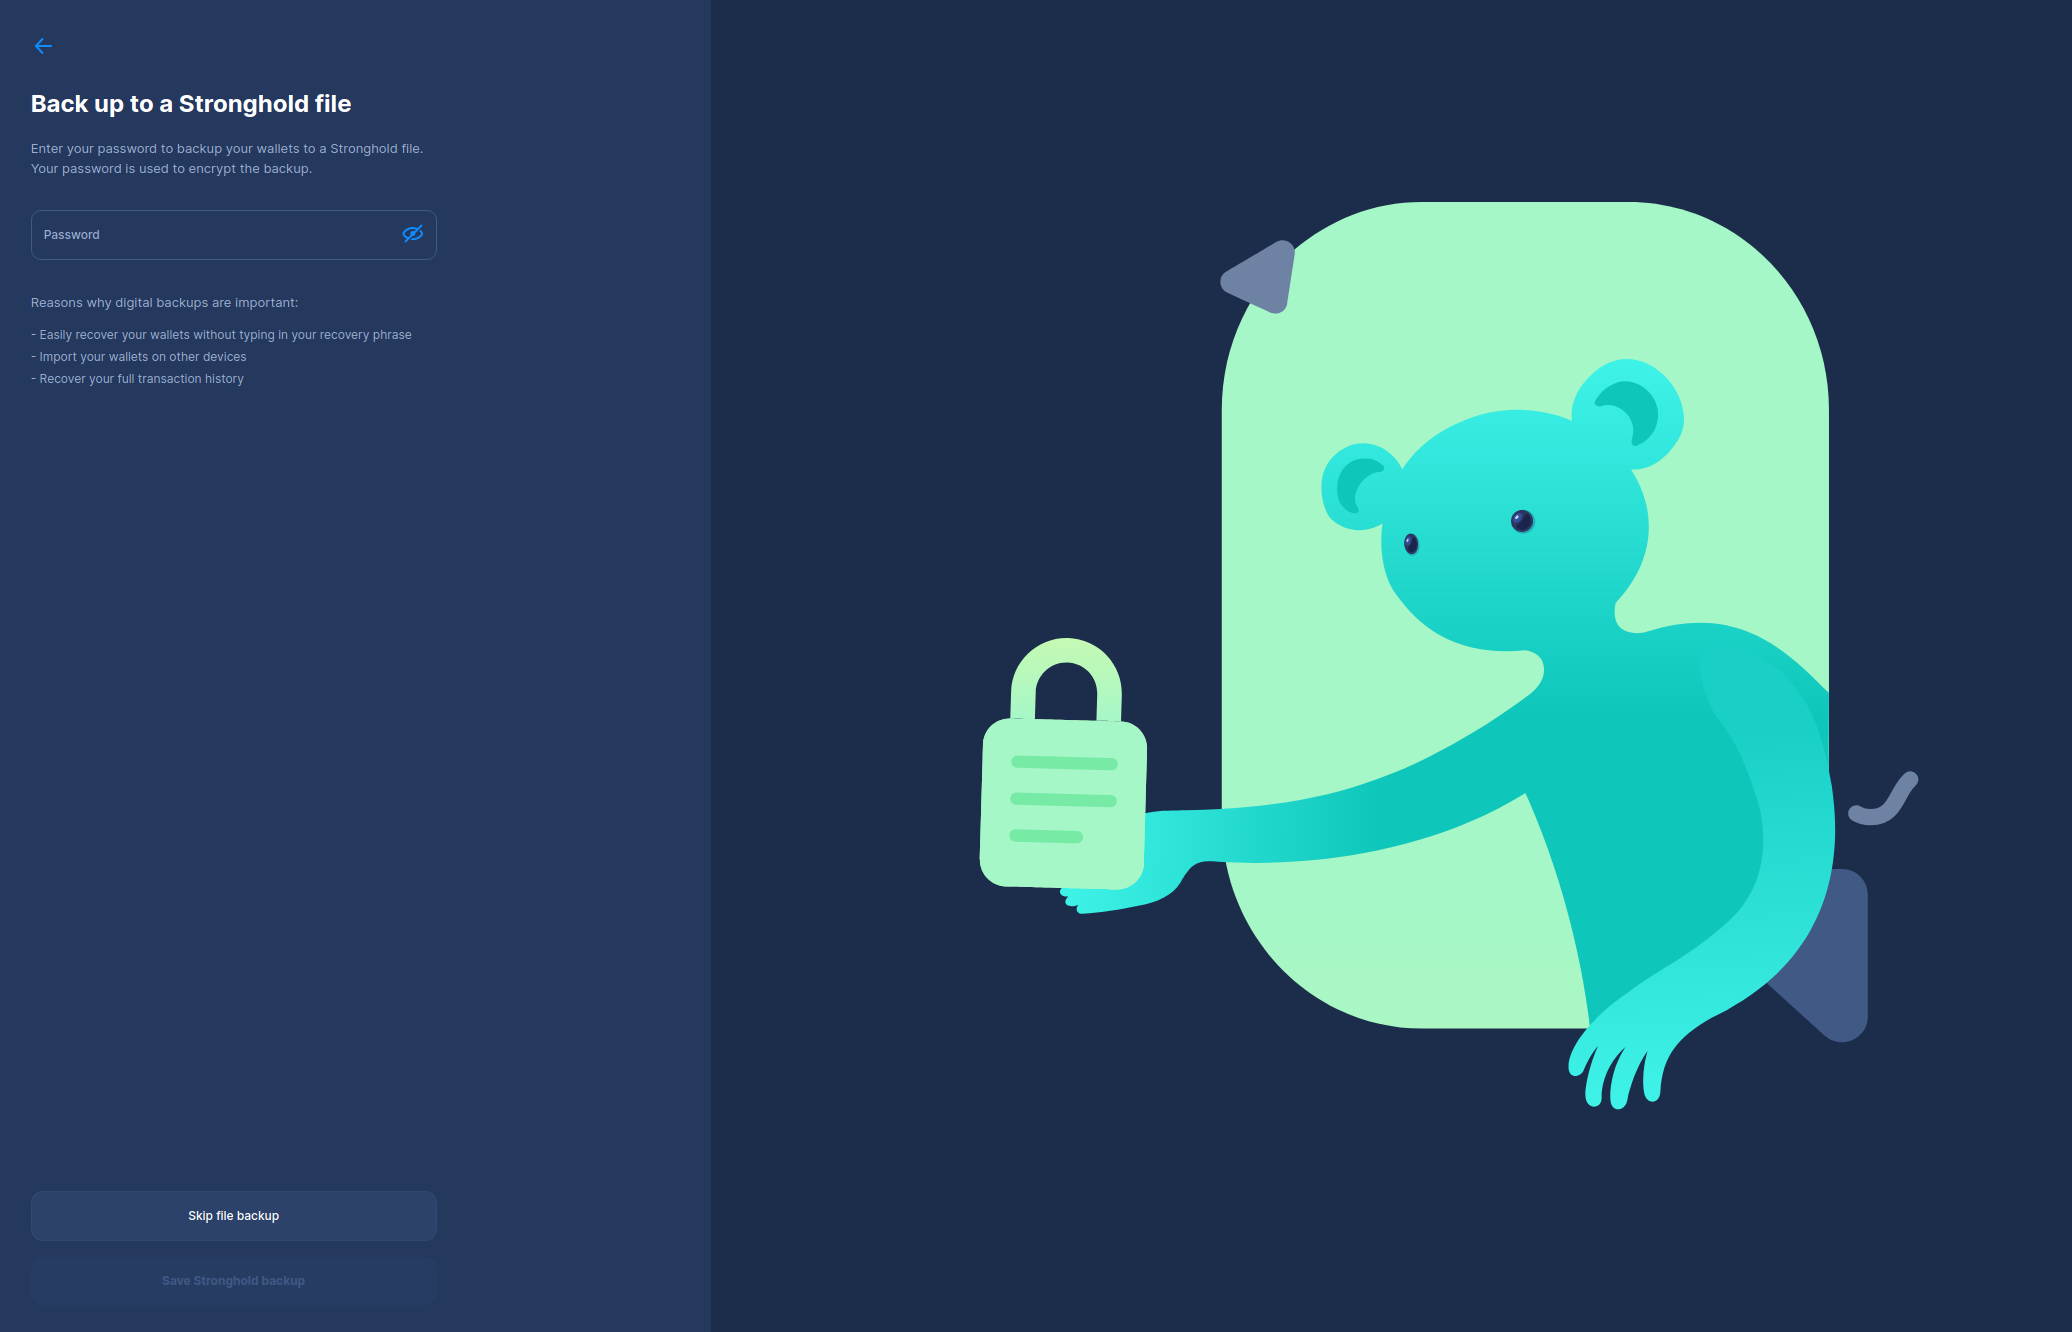 Back up to a Stronghold file
Enter your password to backup your wallets to a Stronghold file.
Your password is used to encrypt the backup.
Password
Reasons why digital backups are important:
- Easily recover your wallets without typing in your recovery phrase
- Import your wallets on other devices
- Recover your full transaction history
Skip file backup
Save Stronghold backup